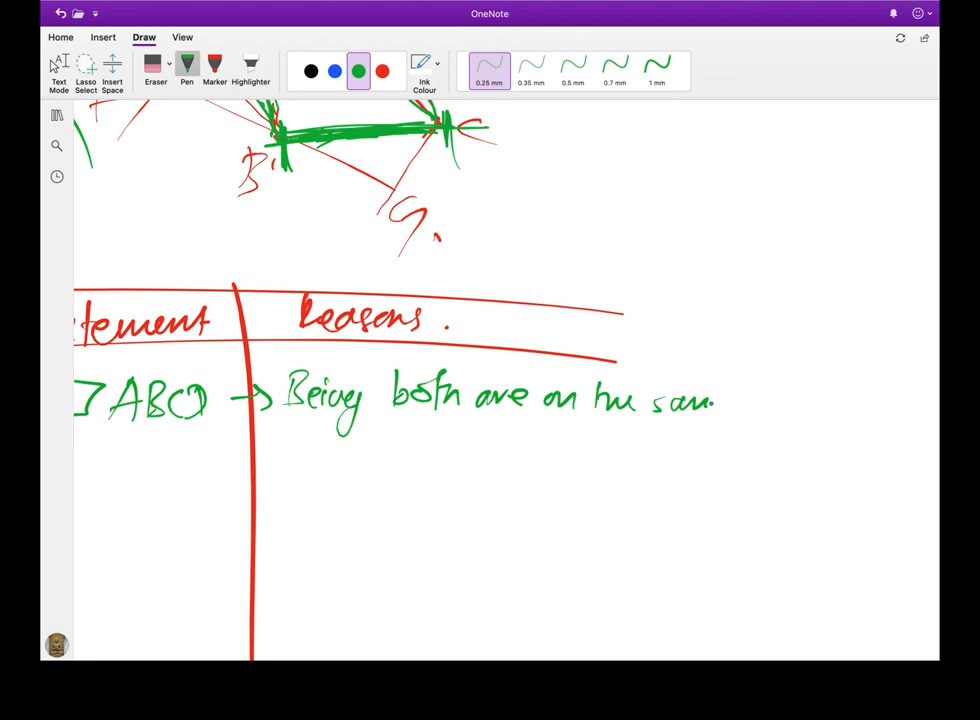 OneNote
Home Insert Draw View
Text Mode Lasso Select Insert Space Eraser Pen Marker Highlighter Ink Colour 0.25 mm 0.35 mm 0.5 mm 0.7 mm 1 mm
F
B
C
G
tement Reasons.
ABCD → Being both are on the sam